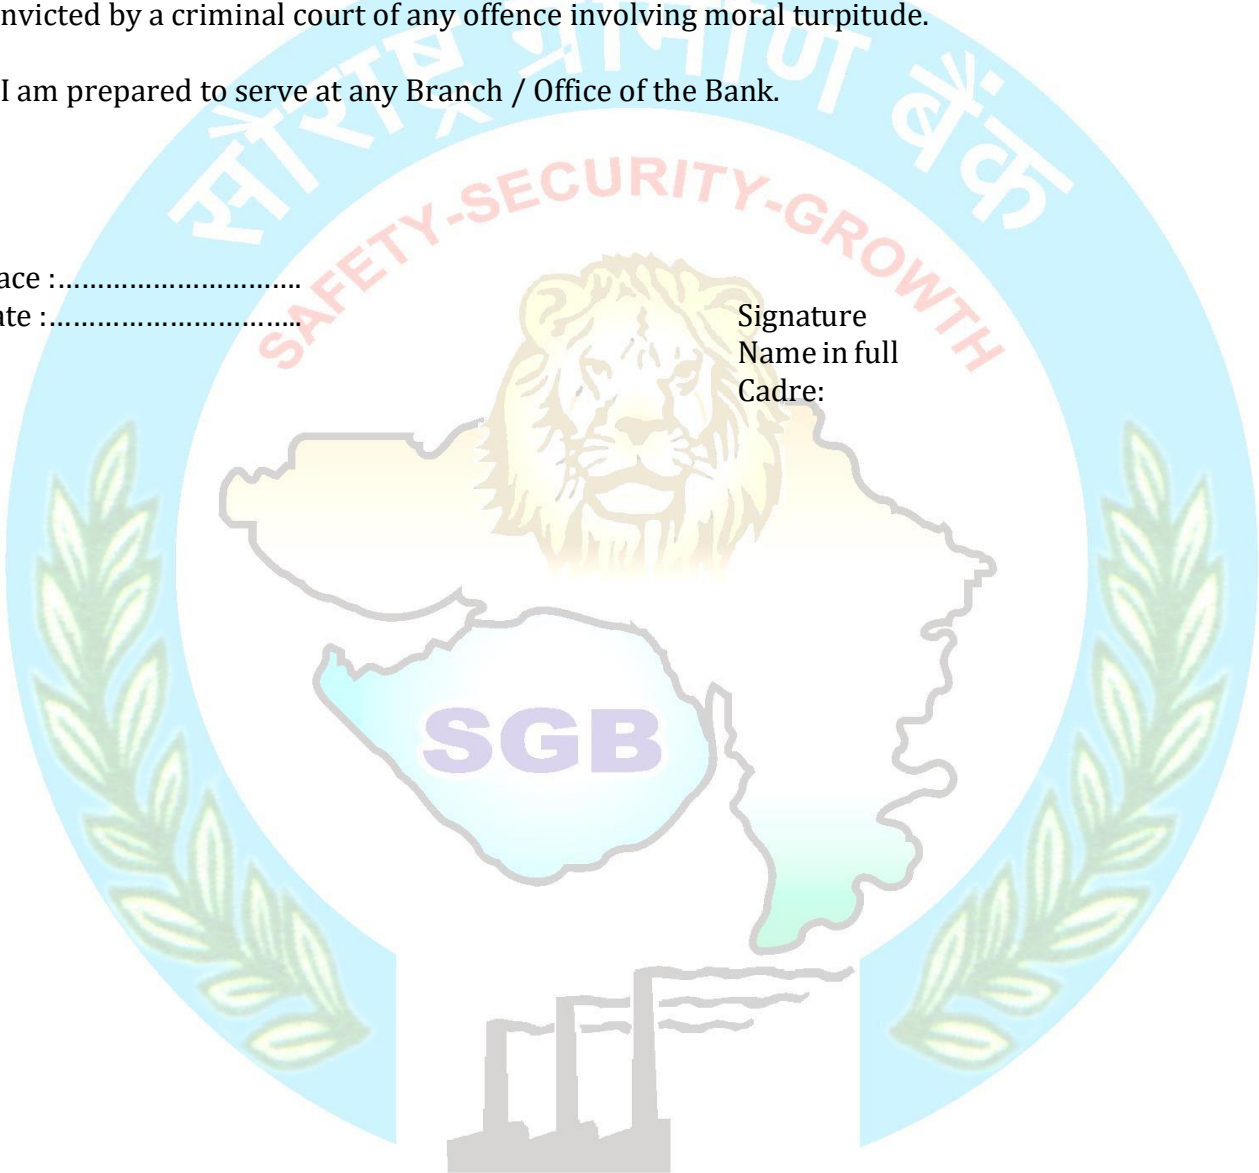 सौराष्ट्र ग्रामीण बैंक
nvicted by a criminal court of any offence involving moral turpitude.
I am prepared to serve at any Branch / Office of the Bank.
SAFETY-SECURITY-GROWTH
ace :…………………………….
ate :……………………………..
Signature
Name in full
Cadre:
SGB